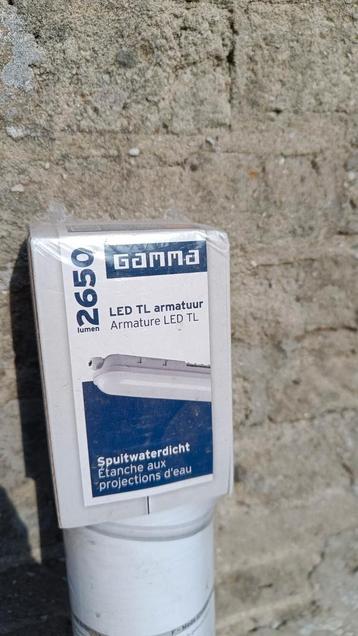 GAMMA
2650
lumen
LED TL armatuur
Armature LED TL
Spuitwaterdicht
Étanche aux
projections d'eau